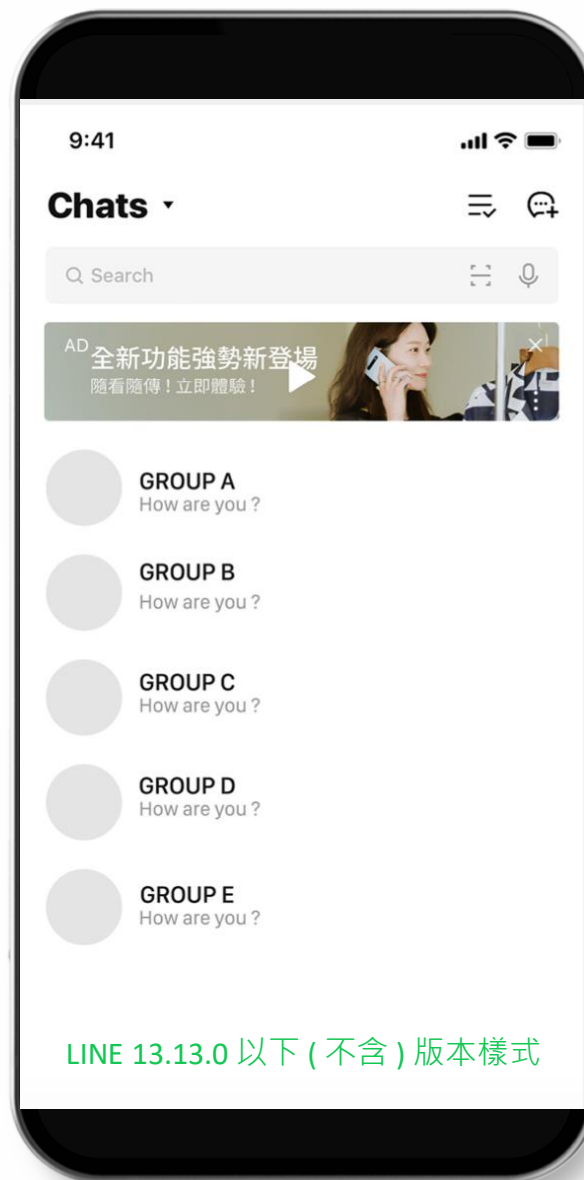 9:41
Chats
Search
AD
全新功能強勢新登場
隨看隨傳！立即體驗！
GROUP A
How are you ?
GROUP B
How are you ?
GROUP C
How are you ?
GROUP D
How are you ?
GROUP E
How are you ?
LINE 13.13.0 以下 ( 不含 ) 版本樣式